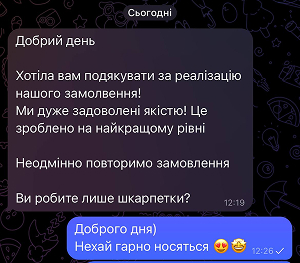 Сьогодні
Добрий день
Хотіла вам подякувати за реалізацію
нашого замолвення!
Ми дуже задоволені якістю! Це
зроблено на найкращому рівні
Неодмінно повторимо замовлення
Ви робите лише шкарпетки?
12:19
Доброго дня)
Нехай гарно носяться 😍🤩
12:26